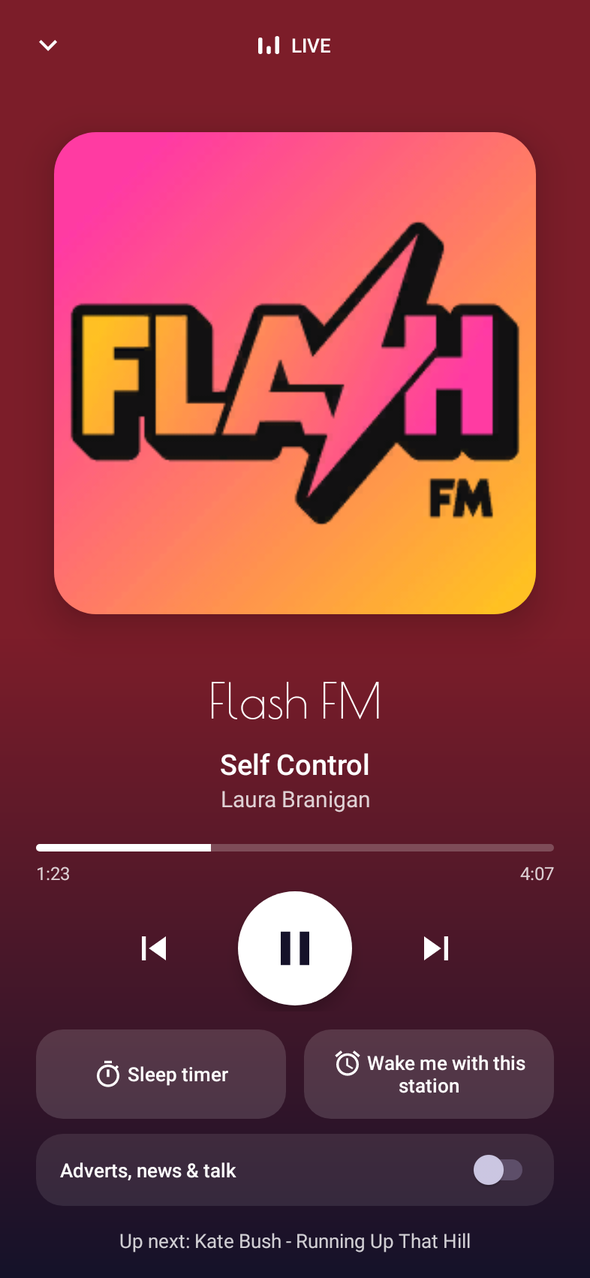 LIVE
FLASH
FM
Flash FM
Self Control
Laura Branigan
1:23
4:07
Sleep timer
Wake me with this
station
Adverts, news & talk
Up next: Kate Bush - Running Up That Hill